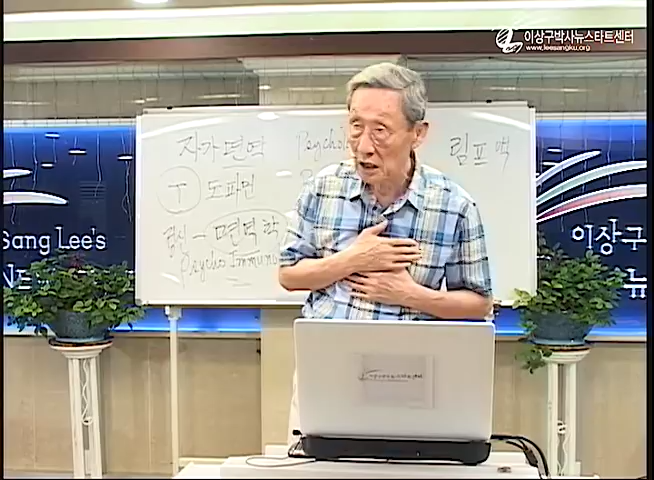 이상구박사뉴스타트센터
www.leesangku.org
자가면역 Psycho 림프액
T 도파민
정신 - 면역학
Psycho Immuno
Sang Lee's
이상구
뉴